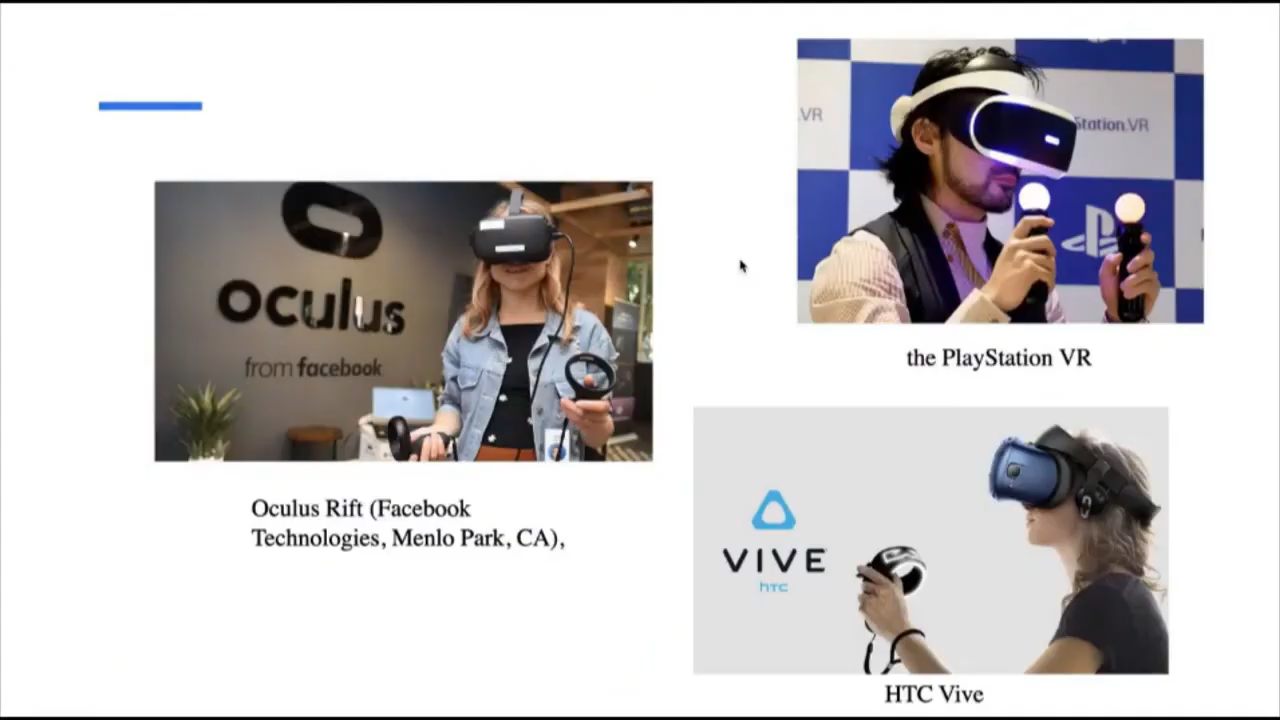 oculus
from facebook
Oculus Rift (Facebook
Technologies, Menlo Park, CA),
.VR
Station.VR
the PlayStation VR
VIVE
htc
HTC Vive